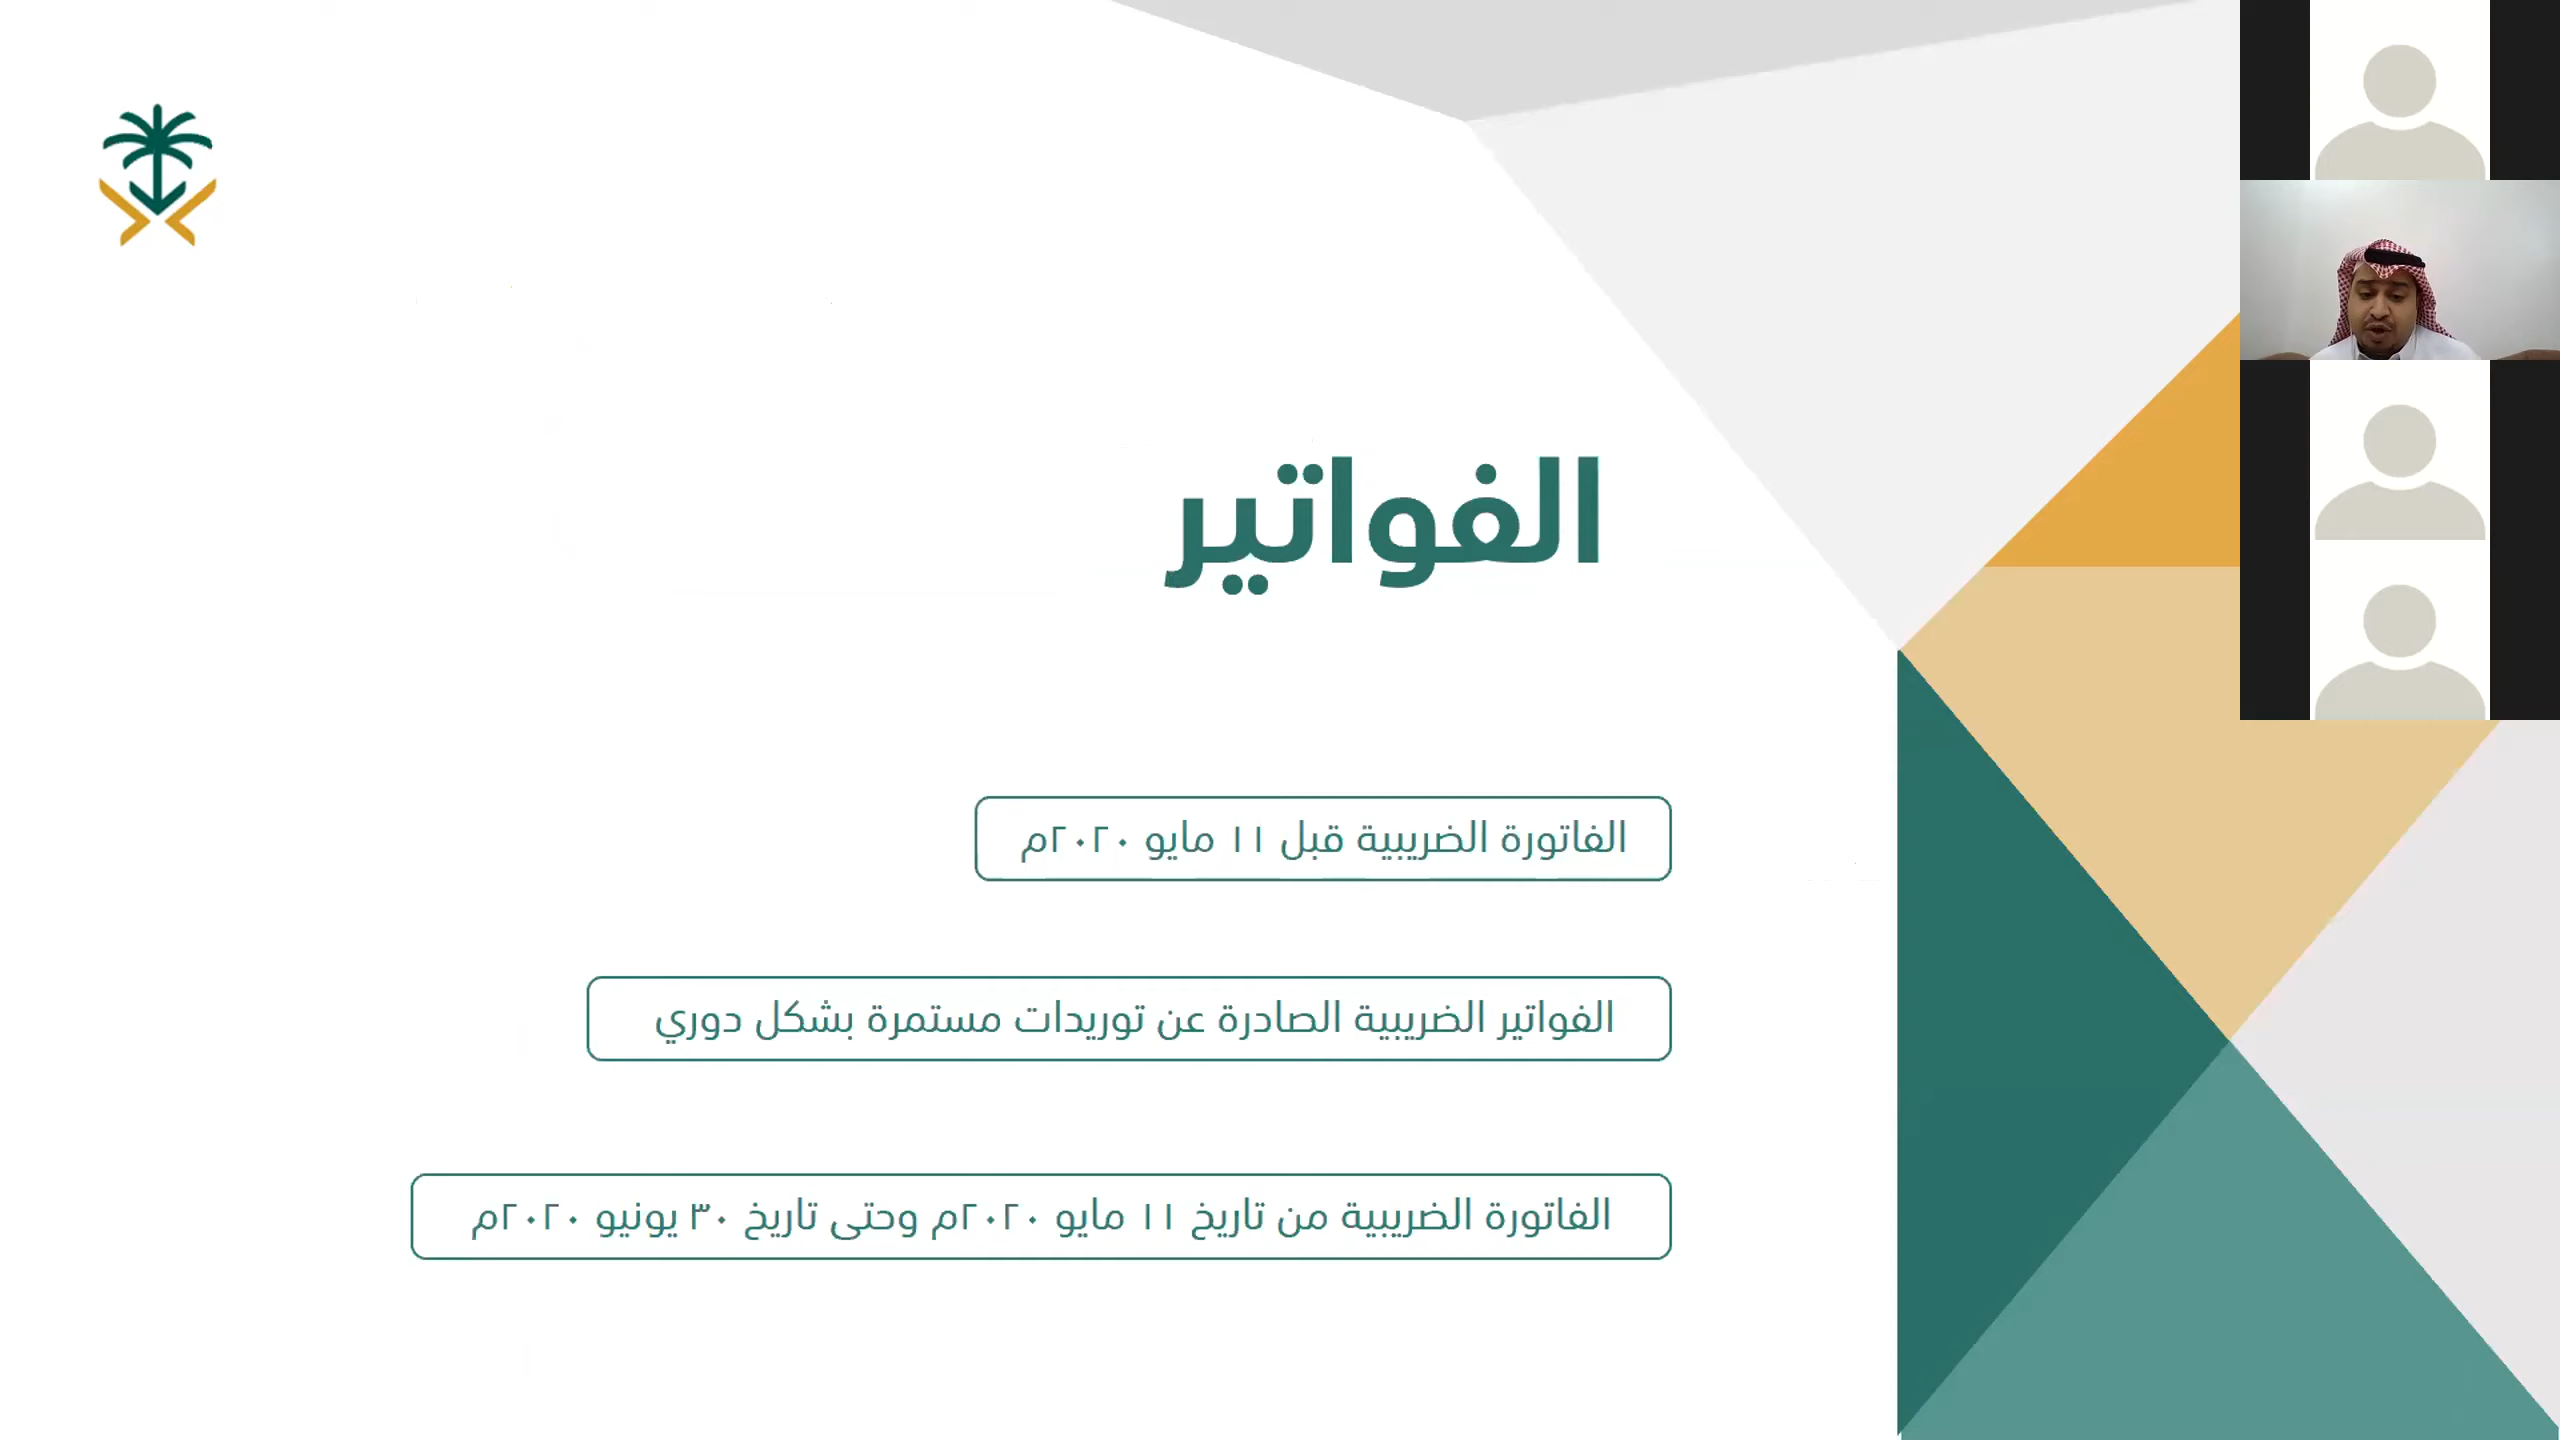 الفواتير
الفاتورة الضريبية قبل ١١ مايو ٢٠٢٠م
الفواتير الضريبية الصادرة عن توريدات مستمرة بشكل دوري
الفاتورة الضريبية من تاريخ ١١ مايو ٢٠٢٠م وحتى تاريخ ٣٠ يونيو ٢٠٢٠م